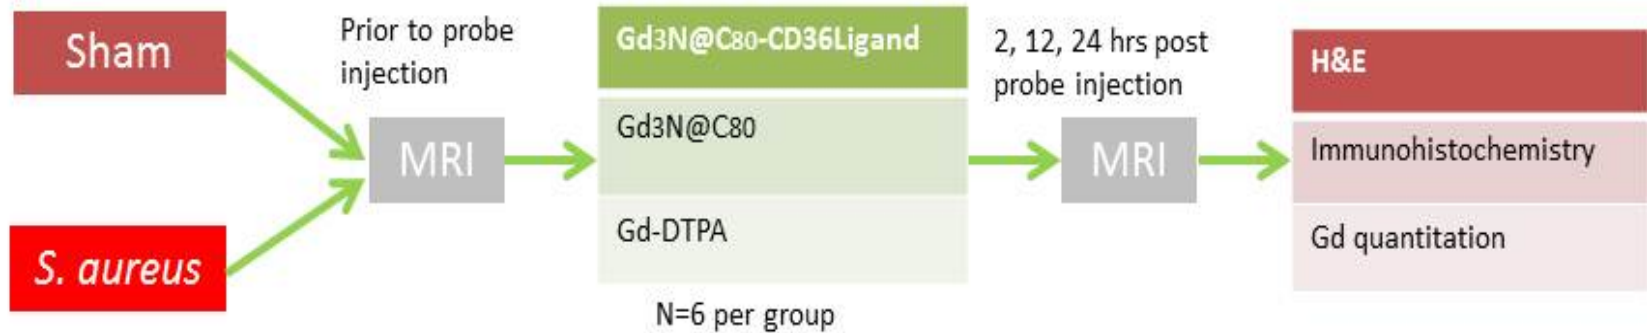 Sham
S. aureus
Prior to probe
injection
MRI
Gd3N@C80-CD36Ligand
Gd3N@C80
Gd-DTPA
N=6 per group
2, 12, 24 hrs post
probe injection
MRI
H&E
Immunohistochemistry
Gd quantitation